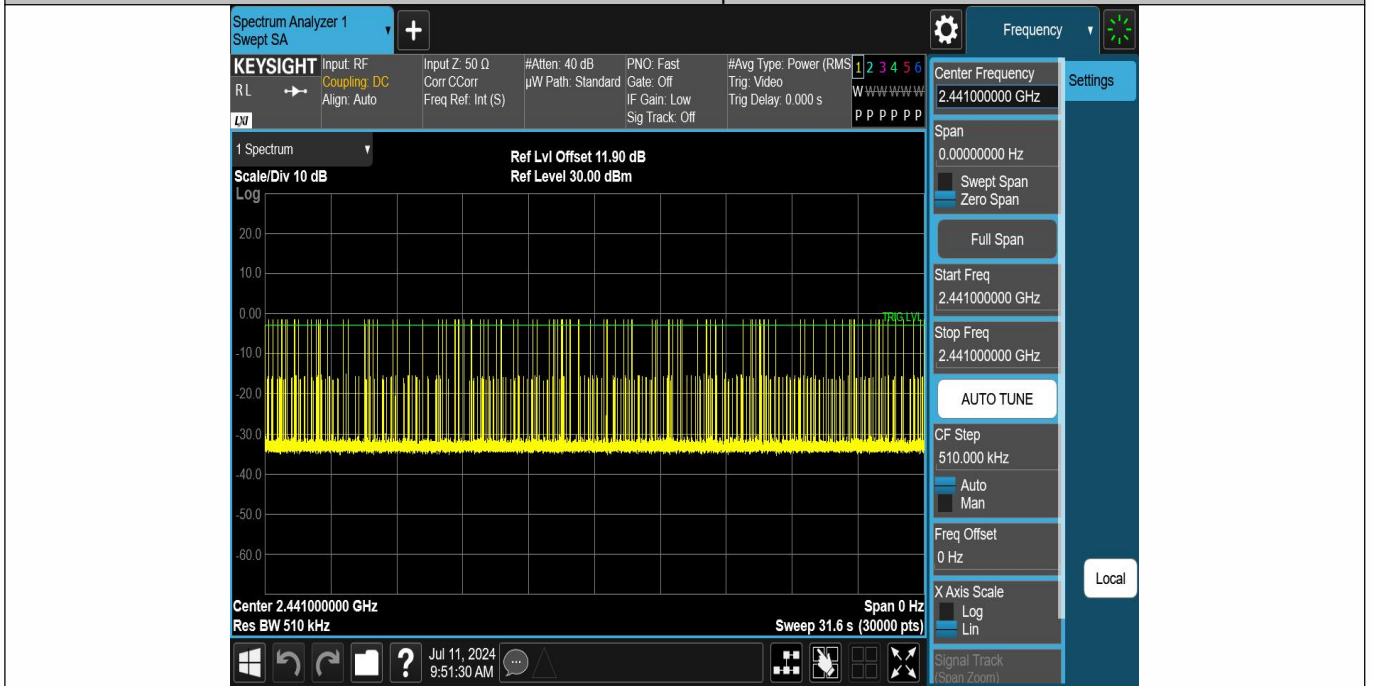 Spectrum Analyzer 1
Swept SA
Frequency
KEYSIGHT
RL
LXI
Input: RF
Coupling: DC
Align: Auto
Input Z: 50 Ω
Corr CCorr
Freq Ref: Int (S)
#Atten: 40 dB
µW Path: Standard
PNO: Fast
Gate: Off
IF Gain: Low
Sig Track: Off
#Avg Type: Power (RMS
Trig: Video
Trig Delay: 0.000 s
1 2 3 4 5 6
W W W W W W
P P P P P P
1 Spectrum
Scale/Div 10 dB
Ref Lvl Offset 11.90 dB
Ref Level 30.00 dBm
Log
20.0
10.0
0.00
-10.0
-20.0
-30.0
-40.0
-50.0
-60.0
TRIG LVL
Center 2.441000000 GHz
Res BW 510 kHz
Span 0 Hz
Sweep 31.6 s (30000 pts)
Center Frequency
2.441000000 GHz
Settings
Span
0.00000000 Hz
Swept Span
Zero Span
Full Span
Start Freq
2.441000000 GHz
Stop Freq
2.441000000 GHz
AUTO TUNE
CF Step
510.000 kHz
Auto
Man
Freq Offset
0 Hz
X Axis Scale
Log
Lin
Signal Track
(Span Zoom)
Local
?
Jul 11, 2024
9:51:30 AM